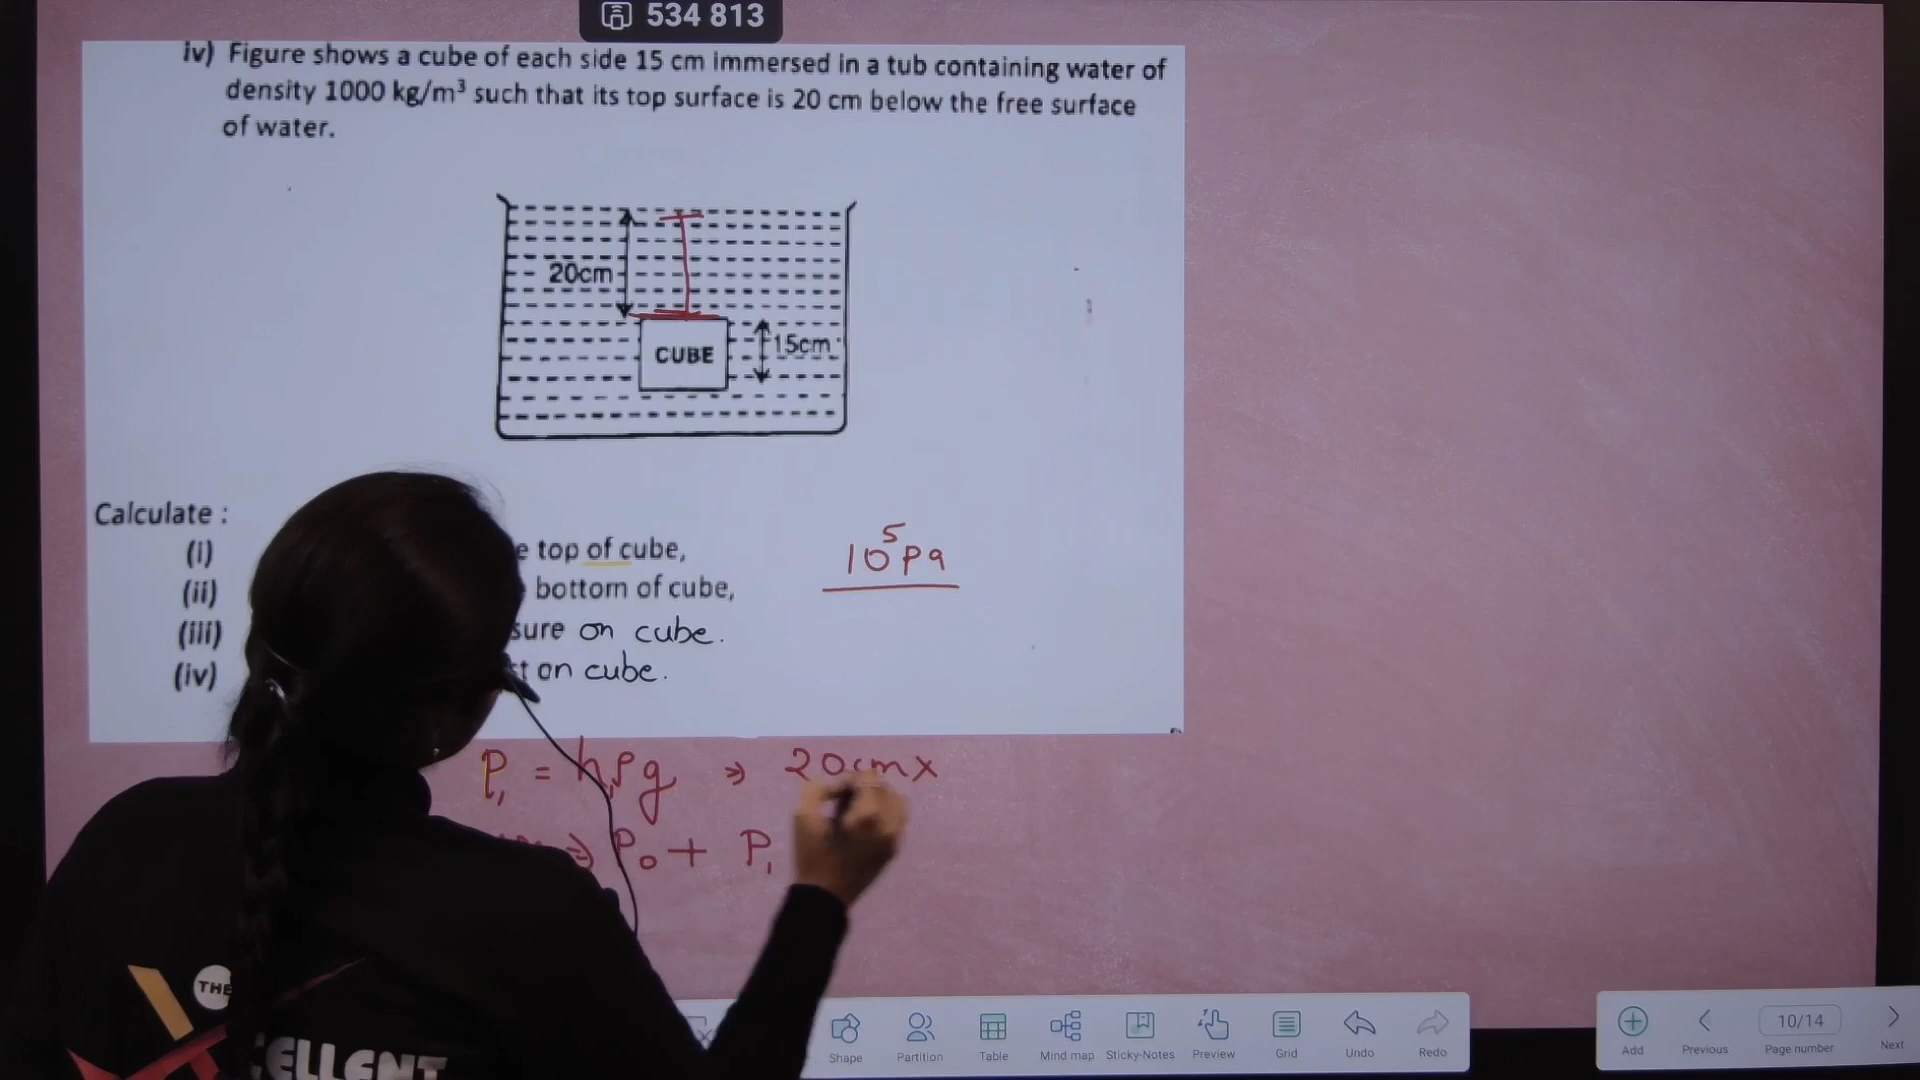 534 813
iv) Figure shows a cube of each side 15 cm immersed in a tub containing water of
density 1000 kg/m³ such that its top surface is 20 cm below the free surface
of water.
20cm
CUBE
15cm
Calculate :
(i) top of cube,
(ii) bottom of cube,
(iii) on cube.
(iv) on cube.
10⁵ Pa
P₁ = h₁ρg ⇒ 20cm x
⇒ P₀ + P₁
THE
CELLENT
Shape
Partition
Table
Mind map
Sticky-Notes
Preview
Grid
Undo
Redo
Add
Previous
10/14
Page number
Next